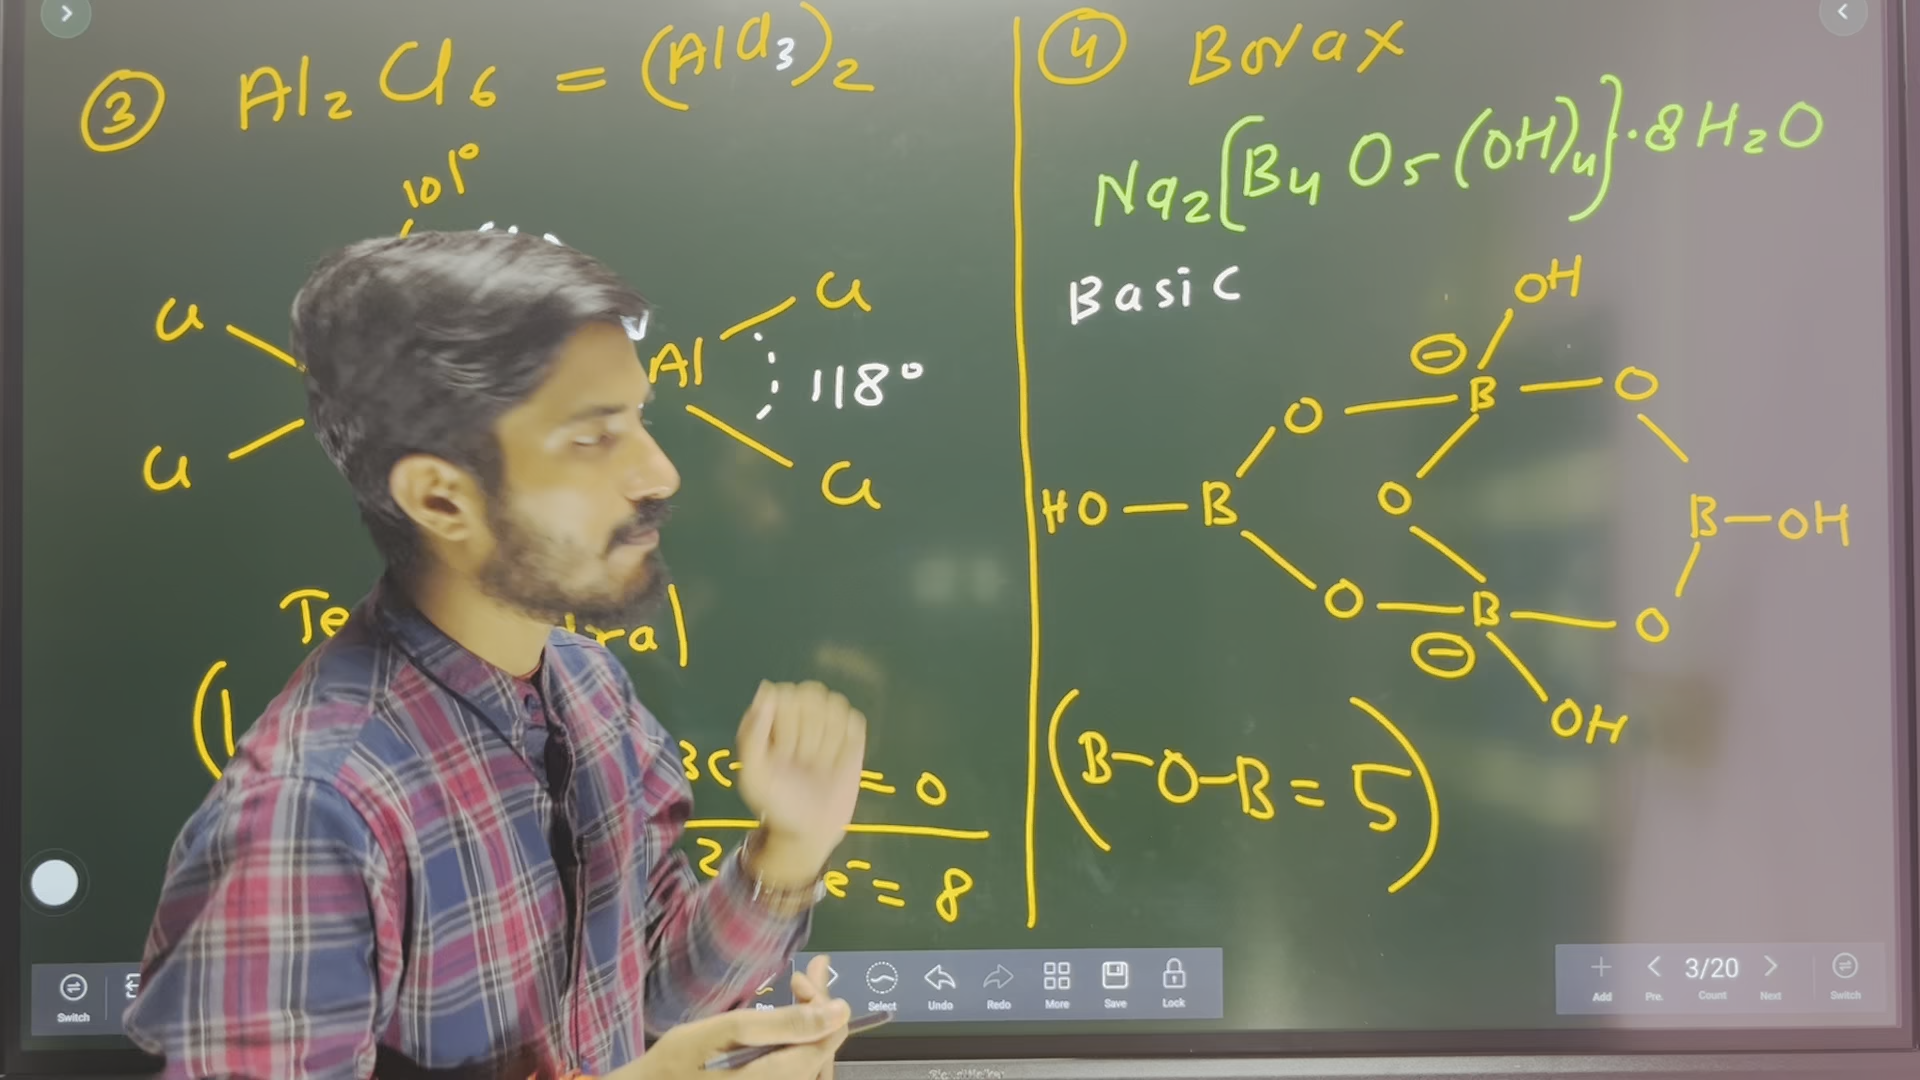 ③ Al₂Cl₆ = (AlCl₃)₂
101°
Cl
Cl
Al
Cl
118°
Cl
Cl
= 0
2
e⁻ = 8
④ Borax
Na₂[B₄O₅(OH)₄]·8H₂O
Basic
OH
⊖
B
O
O
HO
B
O
B
OH
O
B
O
⊖
OH
(B-O-B = 5)
Switch
Select
Undo
Redo
More
Save
Lock
Add
Pre.
3/20
Count
Next
Switch